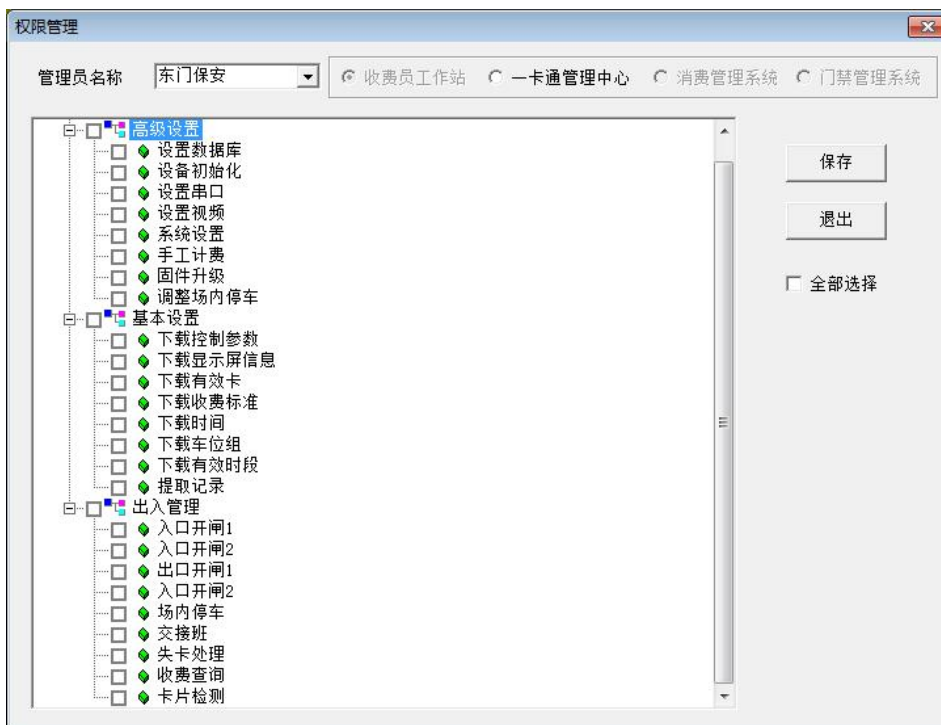 权限管理
管理员名称 东门保安 收费员工作站 一卡通管理中心 消费管理系统 门禁管理系统
高级设置
设置数据库
设备初始化
设置串口
设置视频
系统设置
手工计费
固件升级
调整场内停车
基本设置
下载控制参数
下载显示屏信息
下载有效卡
下载收费标准
下载时间
下载车位组
下载有效时段
提取记录
出入管理
入口开闸1
入口开闸2
出口开闸1
入口开闸2
场内停车
交接班
失卡处理
收费查询
卡片检测
保存
退出
全部选择